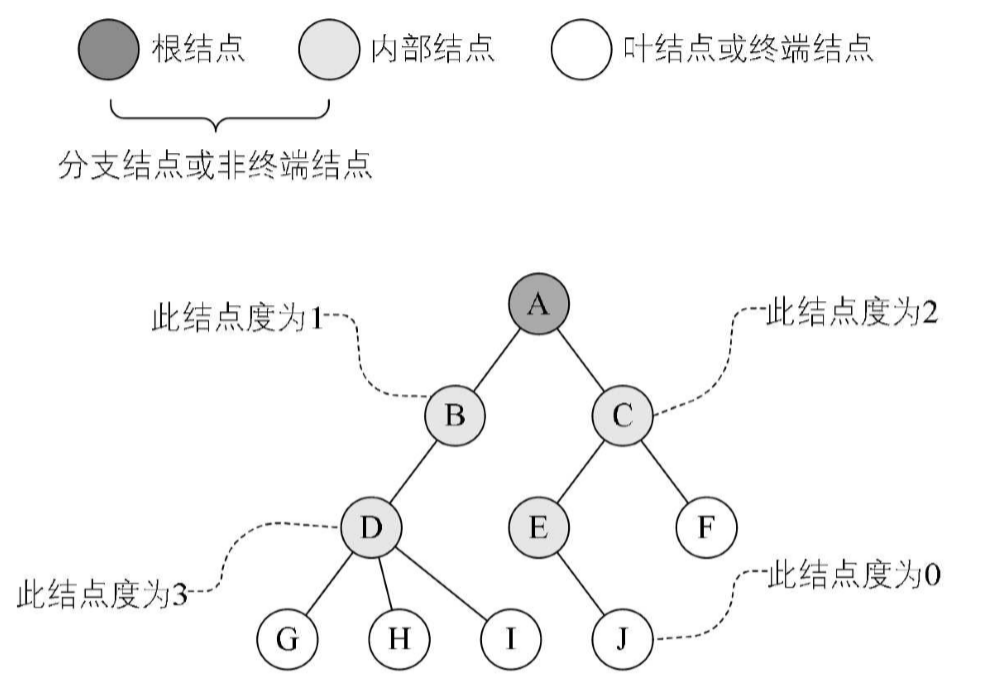 根结点 内部结点 叶结点或终端结点
分支结点或非终端结点
A
此结点度为1 此结点度为2
B C
D E F
此结点度为3 此结点度为0
G H I J